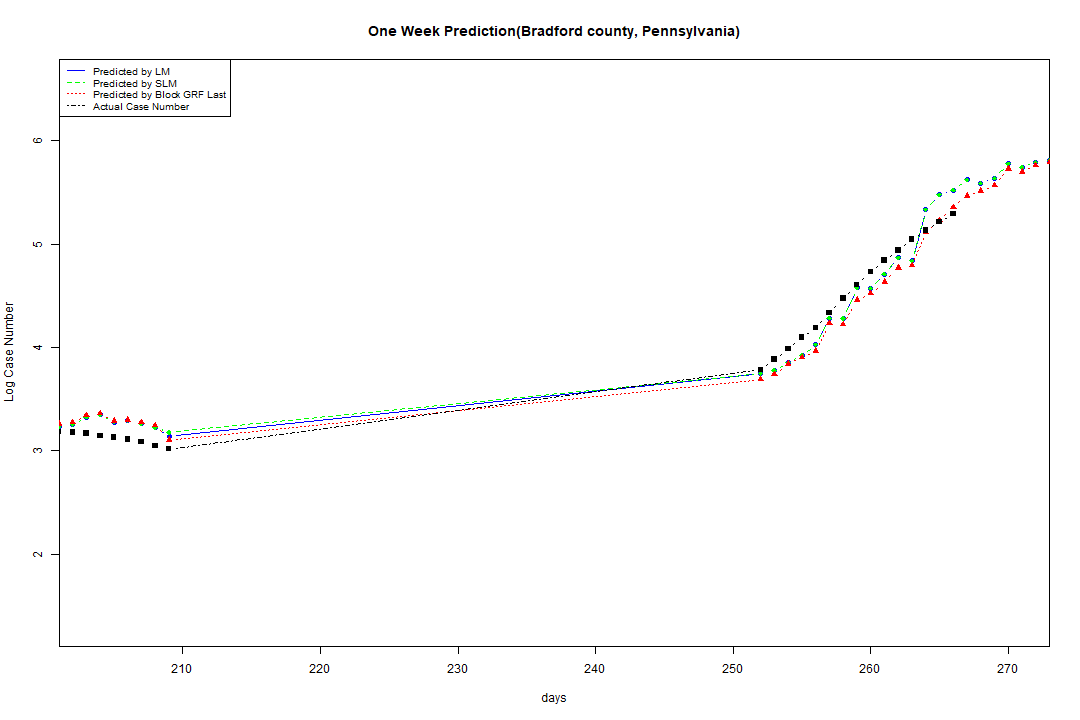 One Week Prediction(Bradford county, Pennsylvania)
Predicted by LM
Predicted by SLM
Predicted by Block GRF Last
Actual Case Number
6
5
4
3
2
Log Case Number
210 220 230 240 250 260 270
days